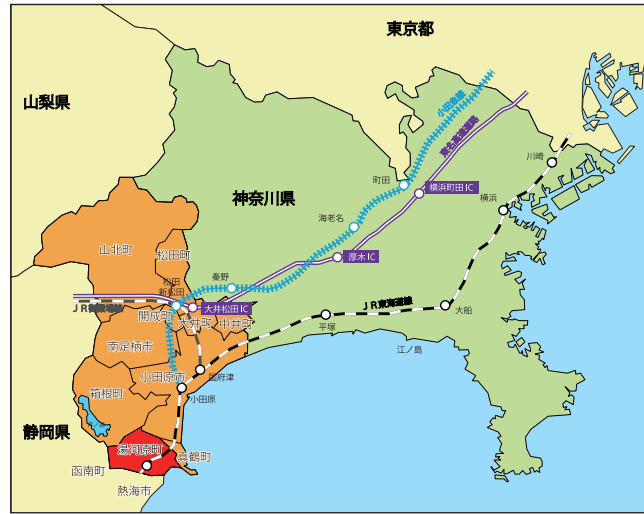 東京都
山梨県
小田急線
東名高速道路
川崎
町田
横浜町田IC
神奈川県
横浜
海老名
山北町
松田町
厚木IC
秦野
松田
新松田
JR御殿場線
大井松田IC
JR東海道線
大船
開成町
大井町
中井町
平塚
江ノ島
南足柄市
小田原市
国府津
箱根町
小田原
静岡県
湯河原町
真鶴町
函南町
熱海市